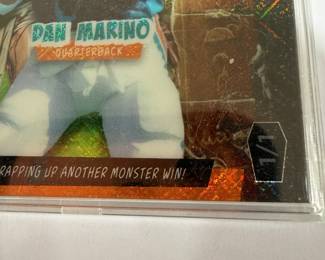 DAN MARINO
QUARTERBACK
RAPPING UP ANOTHER MONSTER WIN!
1/1